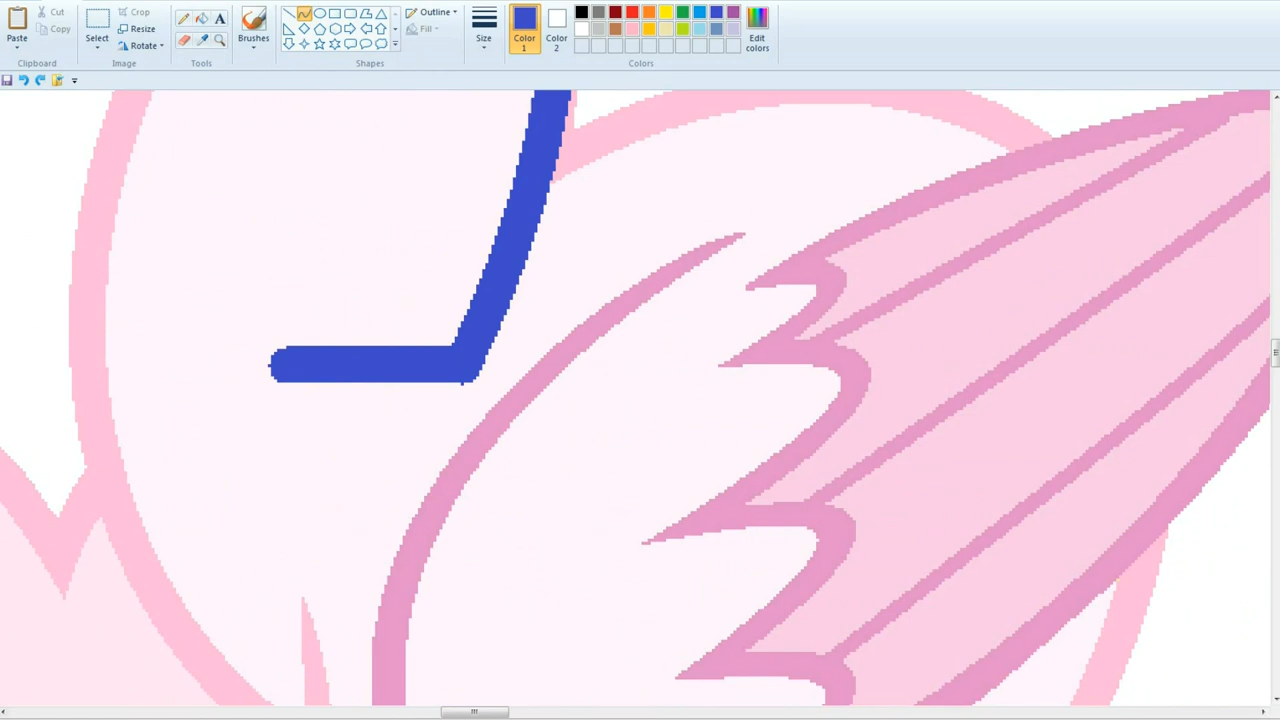 Cut
Copy
Paste
Clipboard
Crop
Resize
Rotate
Select
Image
A
Tools
Brushes
Outline
Fill
Shapes
Size
Color
1
Color
2
Edit
colors
Colors